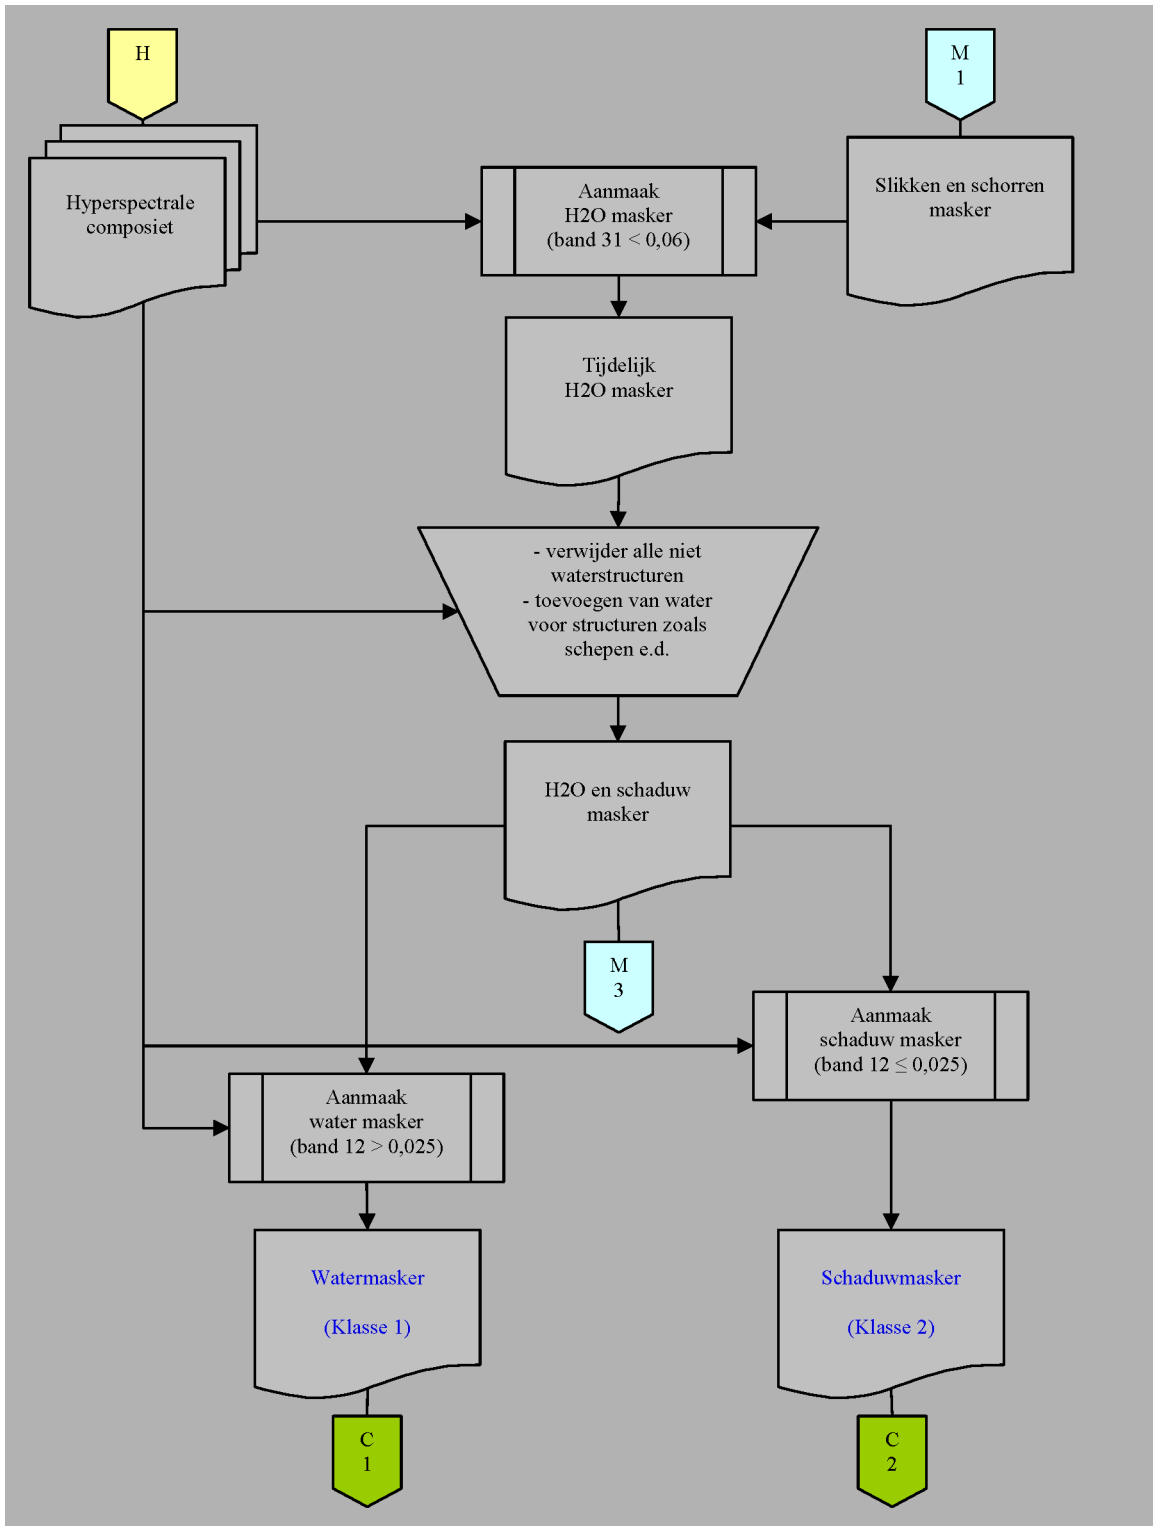 H
M
1
Hyperspectrale
composiet
Aanmaak
H2O masker
(band 31 < 0,06)
Slikken en schorren
masker
Tijdelijk
H2O masker
- verwijder alle niet
waterstructuren
- toevoegen van water
voor structuren zoals
schepen e.d.
H2O en schaduw
masker
M
3
Aanmaak
schaduw masker
(band 12 ≤ 0,025)
Aanmaak
water masker
(band 12 > 0,025)
Watermasker
(Klasse 1)
Schaduwmasker
(Klasse 2)
C
1
C
2